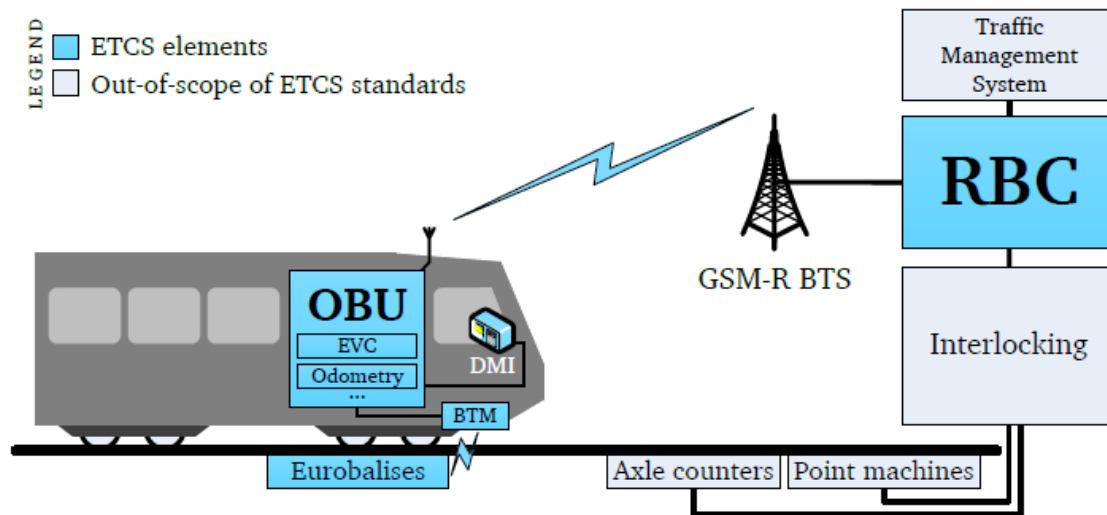 LEGEND
ETCS elements
Out-of-scope of ETCS standards
Traffic
Management
System
RBC
GSM-R BTS
Interlocking
OBU
EVC
Odometry
...
DMI
BTM
Eurobalises
Axle counters
Point machines